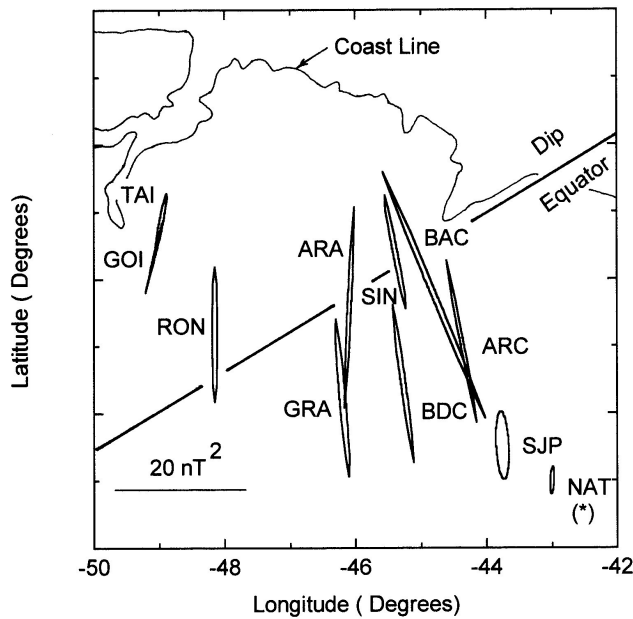 Coast Line
Dip
Equator
TAI
GOI
ARA
BAC
SIN
RON
ARC
GRA
BDC
SJP
20 nT2
NAT
(*)
Latitude ( Degrees)
-50
-48
-46
-44
-42
Longitude ( Degrees)